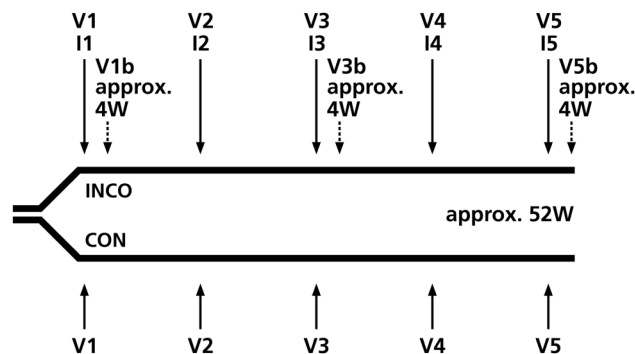 V1 V2 V3 V4 V5
I1 I2 I3 I4 I5
V1b V3b V5b
approx. approx. approx.
4W 4W 4W
INCO
approx. 52W
CON
V1 V2 V3 V4 V5